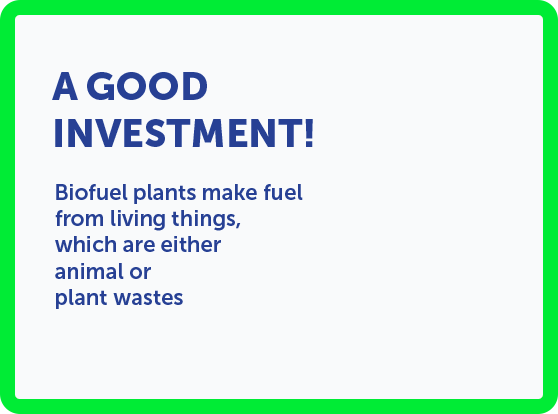 A GOOD
INVESTMENT!
Biofuel plants make fuel
from living things,
which are either
animal or
plant wastes